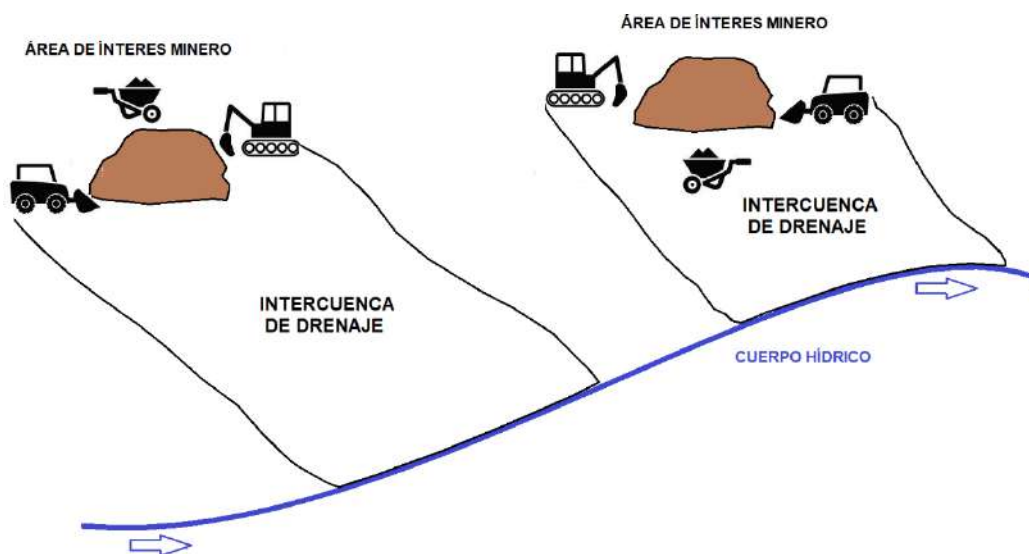 ÁREA DE ÍNTERES MINERO
ÁREA DE ÍNTERES MINERO
INTERCUENCA
DE DRENAJE
INTERCUENCA
DE DRENAJE
CUERPO HÍDRICO